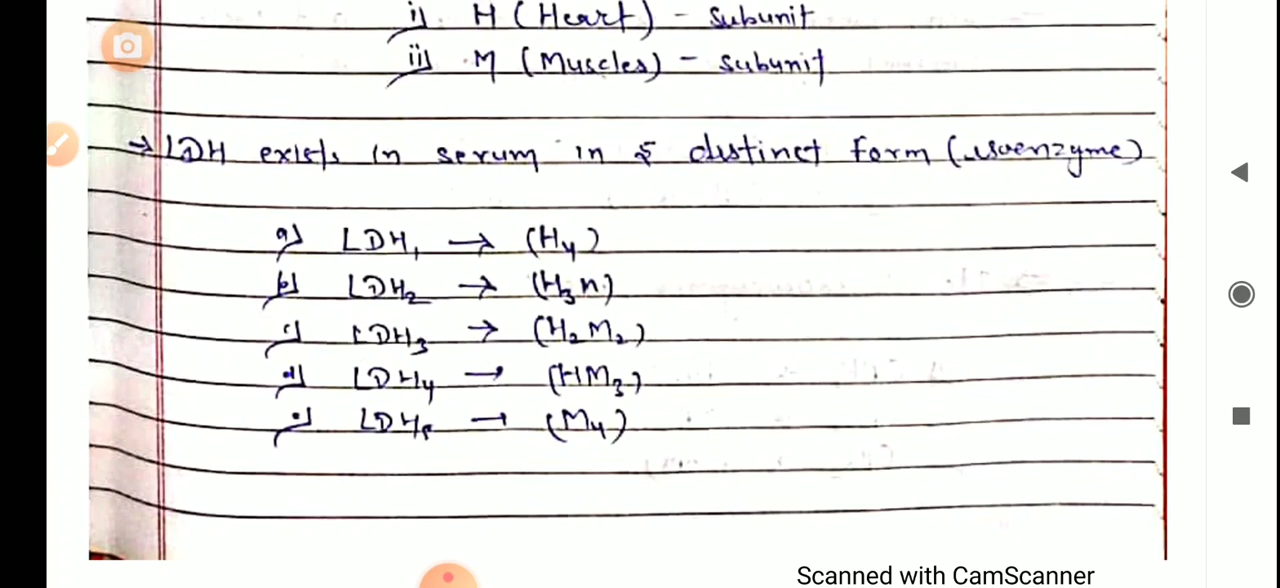 i) H (Heart) - Subunit
ii) M (Muscles) - Subunit
→ LDH exists in serum in 5 distinct form (isoenzyme)
a) LDH₁ → (H₄)
b) LDH₂ → (H₃M)
c) LDH₃ → (H₂M₂)
d) LDH₄ → (HM₃)
e) LDH₅ → (M₄)
Scanned with CamScanner